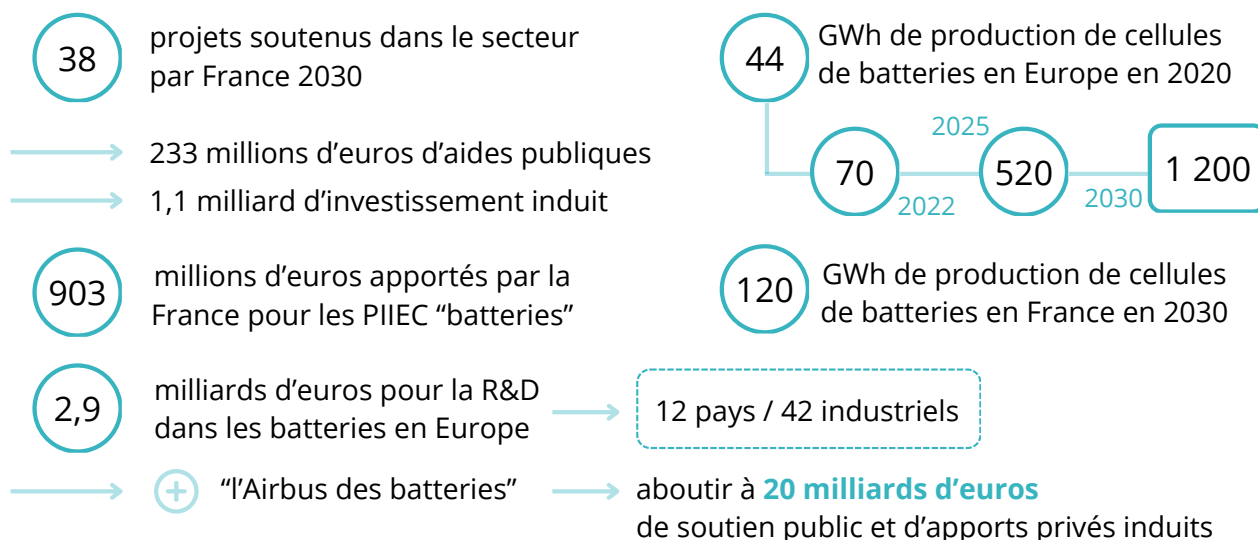 38
projets soutenus dans le secteur
par France 2030
233 millions d'euros d'aides publiques
1,1 milliard d'investissement induit
903
millions d'euros apportés par la
France pour les PIIEC “batteries”
2,9
milliards d'euros pour la R&D
dans les batteries en Europe
12 pays / 42 industriels
“l'Airbus des batteries”
aboutir à 20 milliards d'euros
de soutien public et d'apports privés induits
44
GWh de production de cellules
de batteries en Europe en 2020
70
2022
2025
520
2030
1 200
120
GWh de production de cellules
de batteries en France en 2030